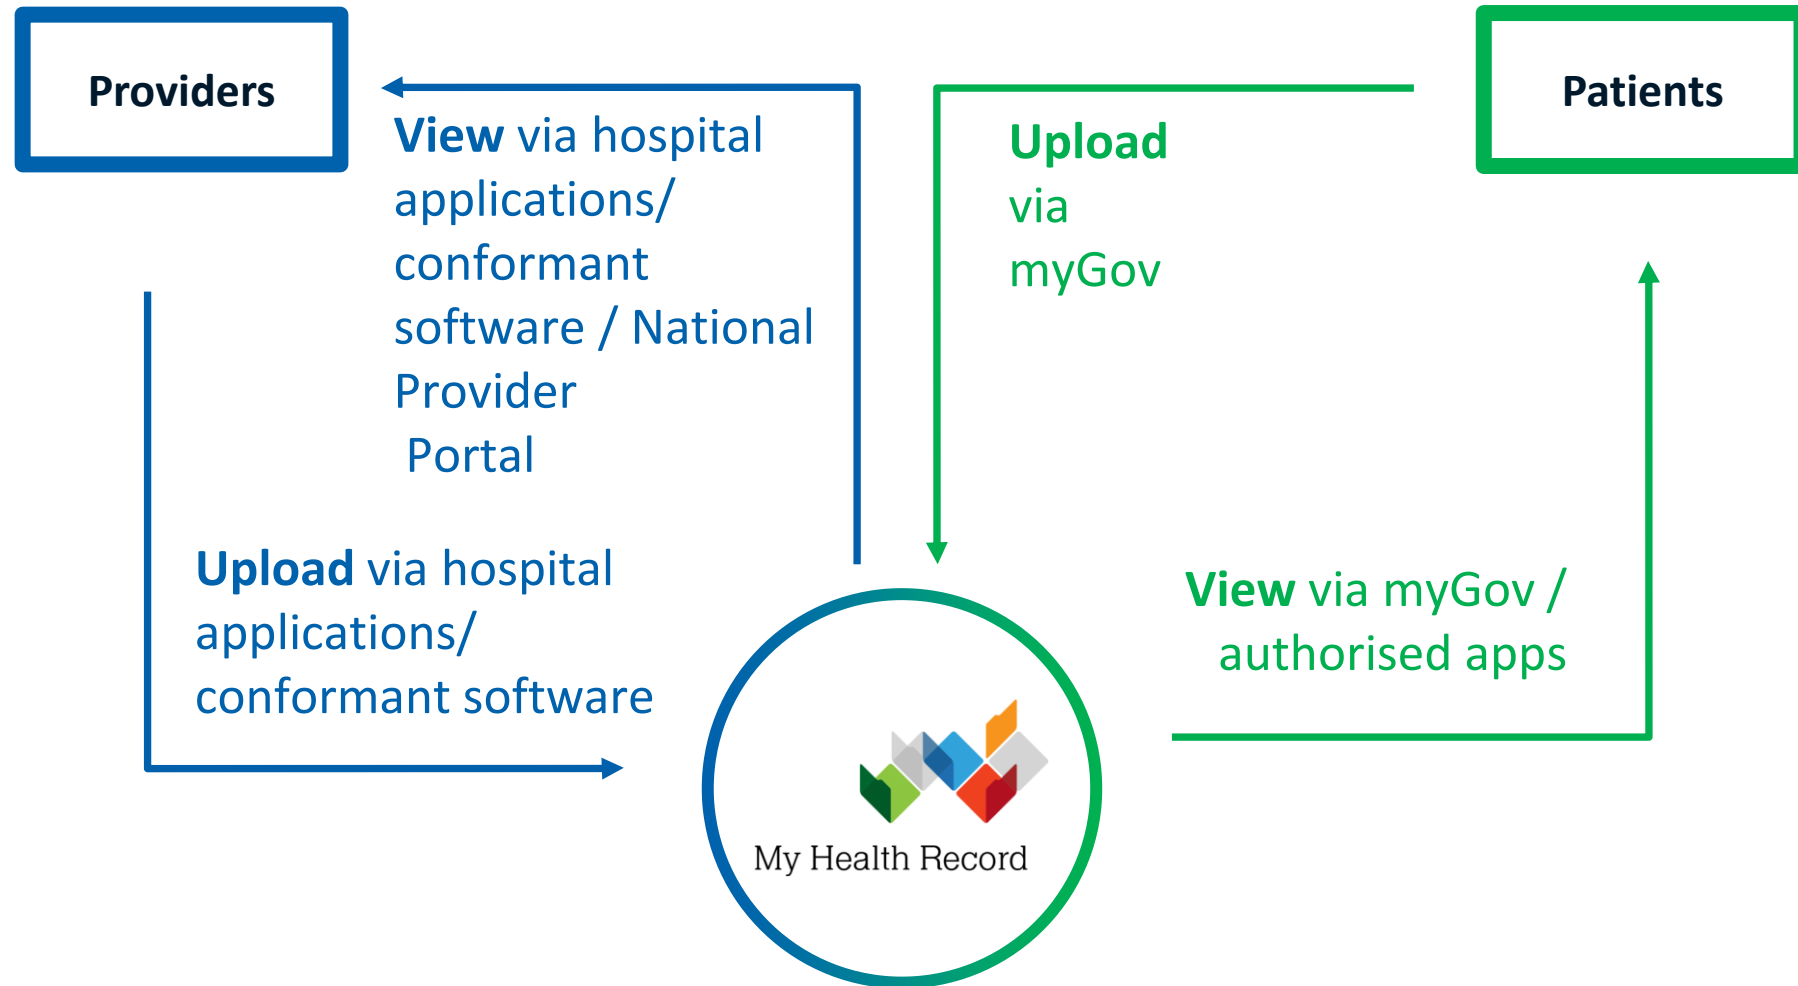 Providers
View via hospital
applications/
conformant
software / National
Provider
Portal
Upload via hospital
applications/
conformant software
Upload
via
myGov
Patients
View via myGov /
authorised apps
My Health Record